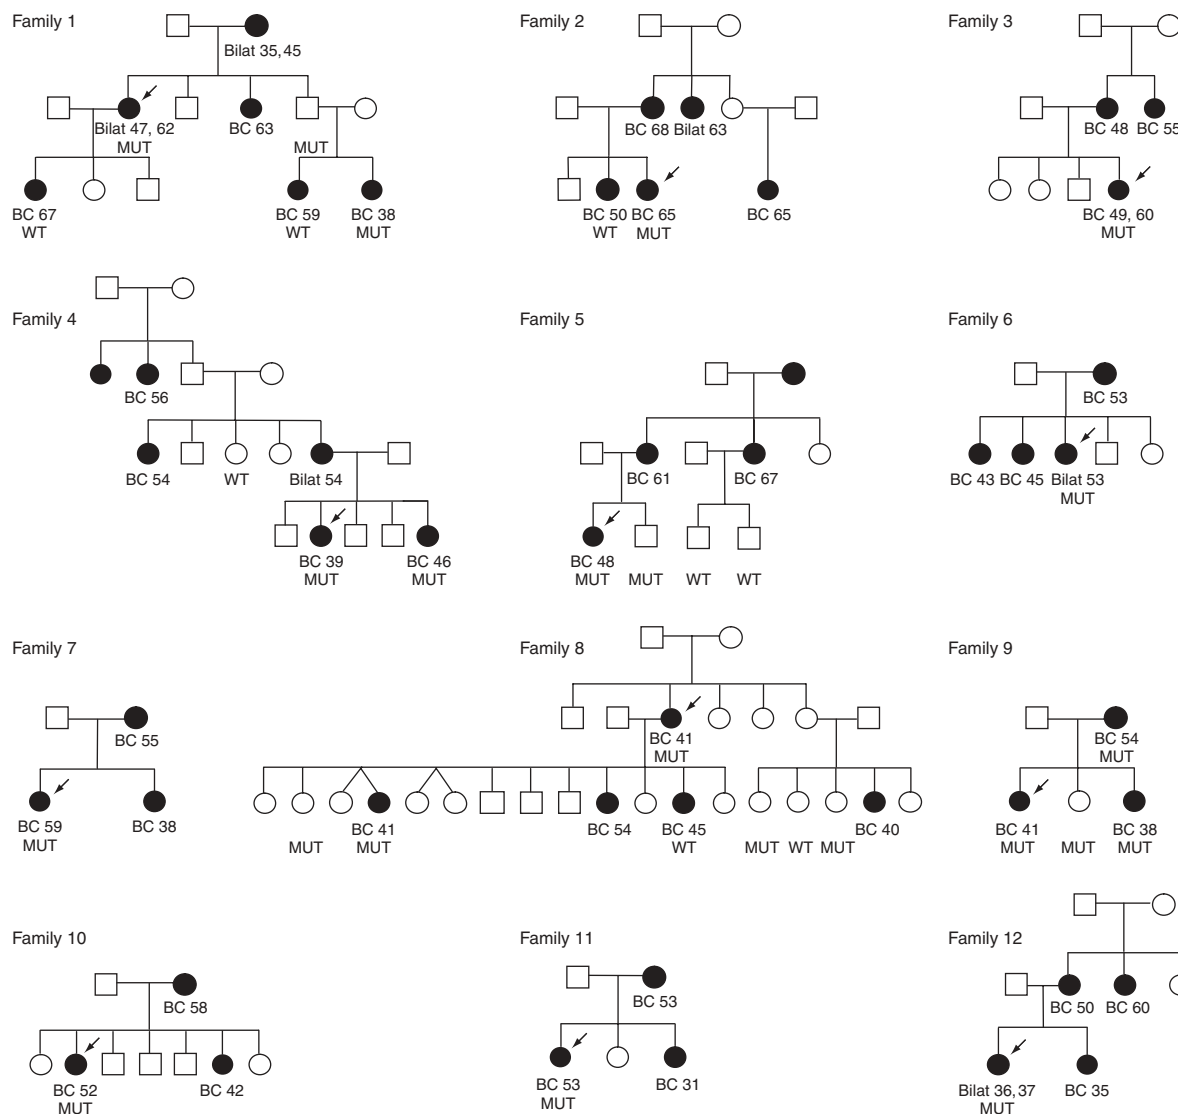 Family 1
Family 2
Family 3
Bilat 35, 45
Bilat 47, 62
BC 63
MUT
MUT
BC 68
Bilat 63
BC 48
BC 55
BC 67
WT
BC 59
WT
BC 38
MUT
BC 50
WT
BC 65
MUT
BC 65
BC 49, 60
MUT
Family 4
Family 5
Family 6
BC 56
BC 53
BC 54
WT
Bilat 54
BC 61
BC 67
BC 43
BC 45
Bilat 53
MUT
BC 39
MUT
BC 46
MUT
BC 48
MUT
MUT
WT
WT
Family 7
Family 8
Family 9
BC 55
BC 41
MUT
BC 54
MUT
BC 59
MUT
BC 38
MUT
BC 41
MUT
BC 54
BC 45
WT
MUT
WT
MUT
BC 40
BC 41
MUT
MUT
BC 38
MUT
Family 10
Family 11
Family 12
BC 58
BC 53
BC 50
BC 60
BC 52
MUT
BC 42
BC 53
MUT
BC 31
Bilat 36, 37
MUT
BC 35